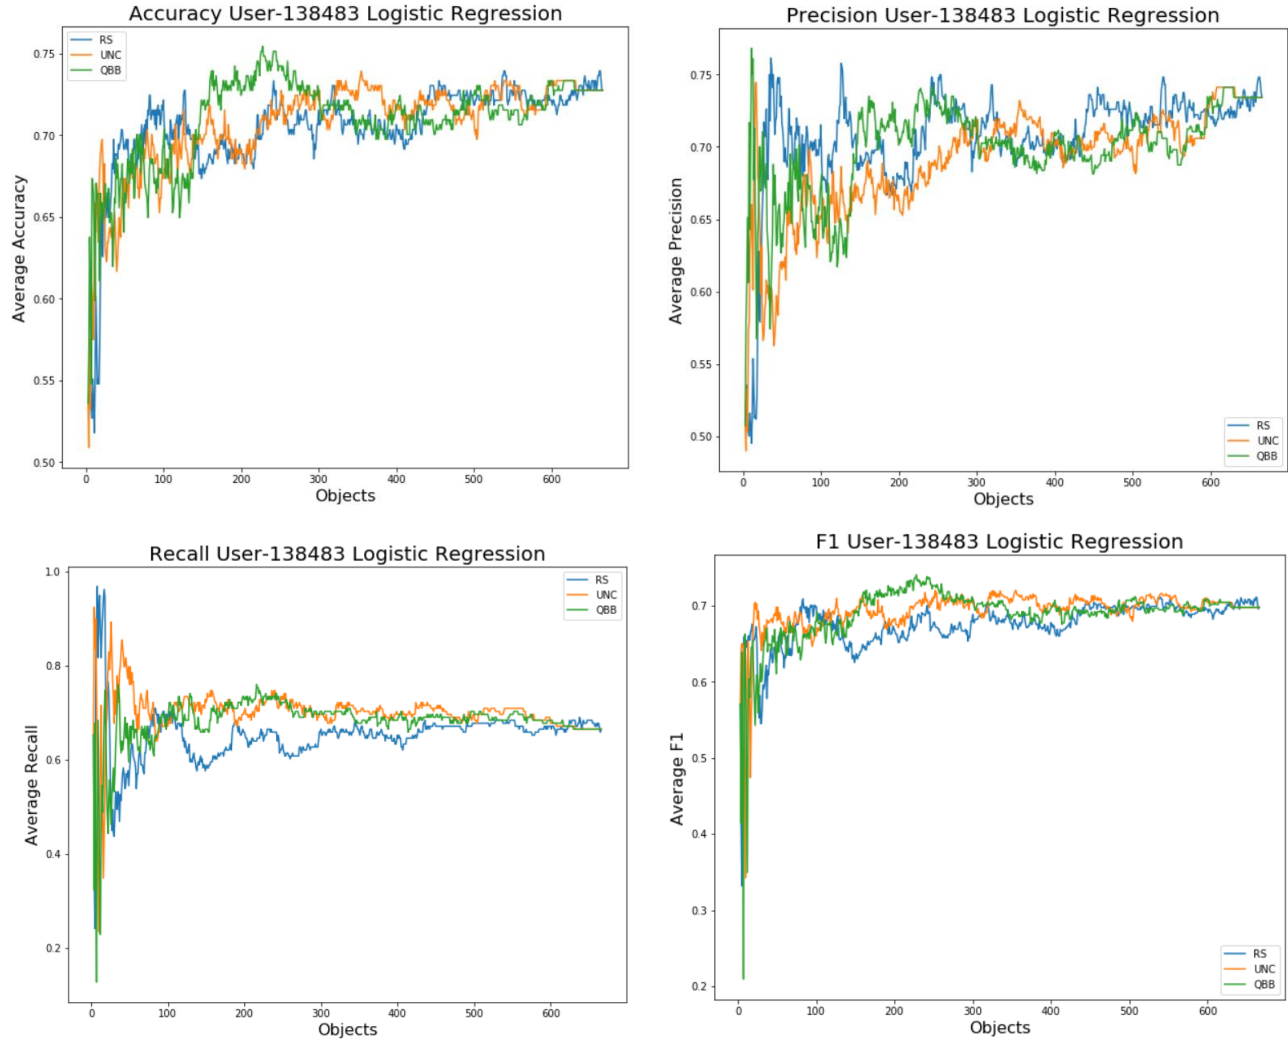 Accuracy User-138483 Logistic Regression
RS
UNC
QBB
0.75
0.70
0.65
0.60
0.55
0.50
Average Accuracy
0 100 200 300 400 500 600
Objects
Precision User-138483 Logistic Regression
0.75
0.70
0.65
0.60
0.55
0.50
Average Precision
RS
UNC
QBB
0 100 200 300 400 500 600
Objects
Recall User-138483 Logistic Regression
RS
UNC
QBB
1.0
0.8
0.6
0.4
0.2
Average Recall
0 100 200 300 400 500 600
Objects
F1 User-138483 Logistic Regression
0.7
0.6
0.5
0.4
0.3
0.2
Average F1
RS
UNC
QBB
0 100 200 300 400 500 600
Objects